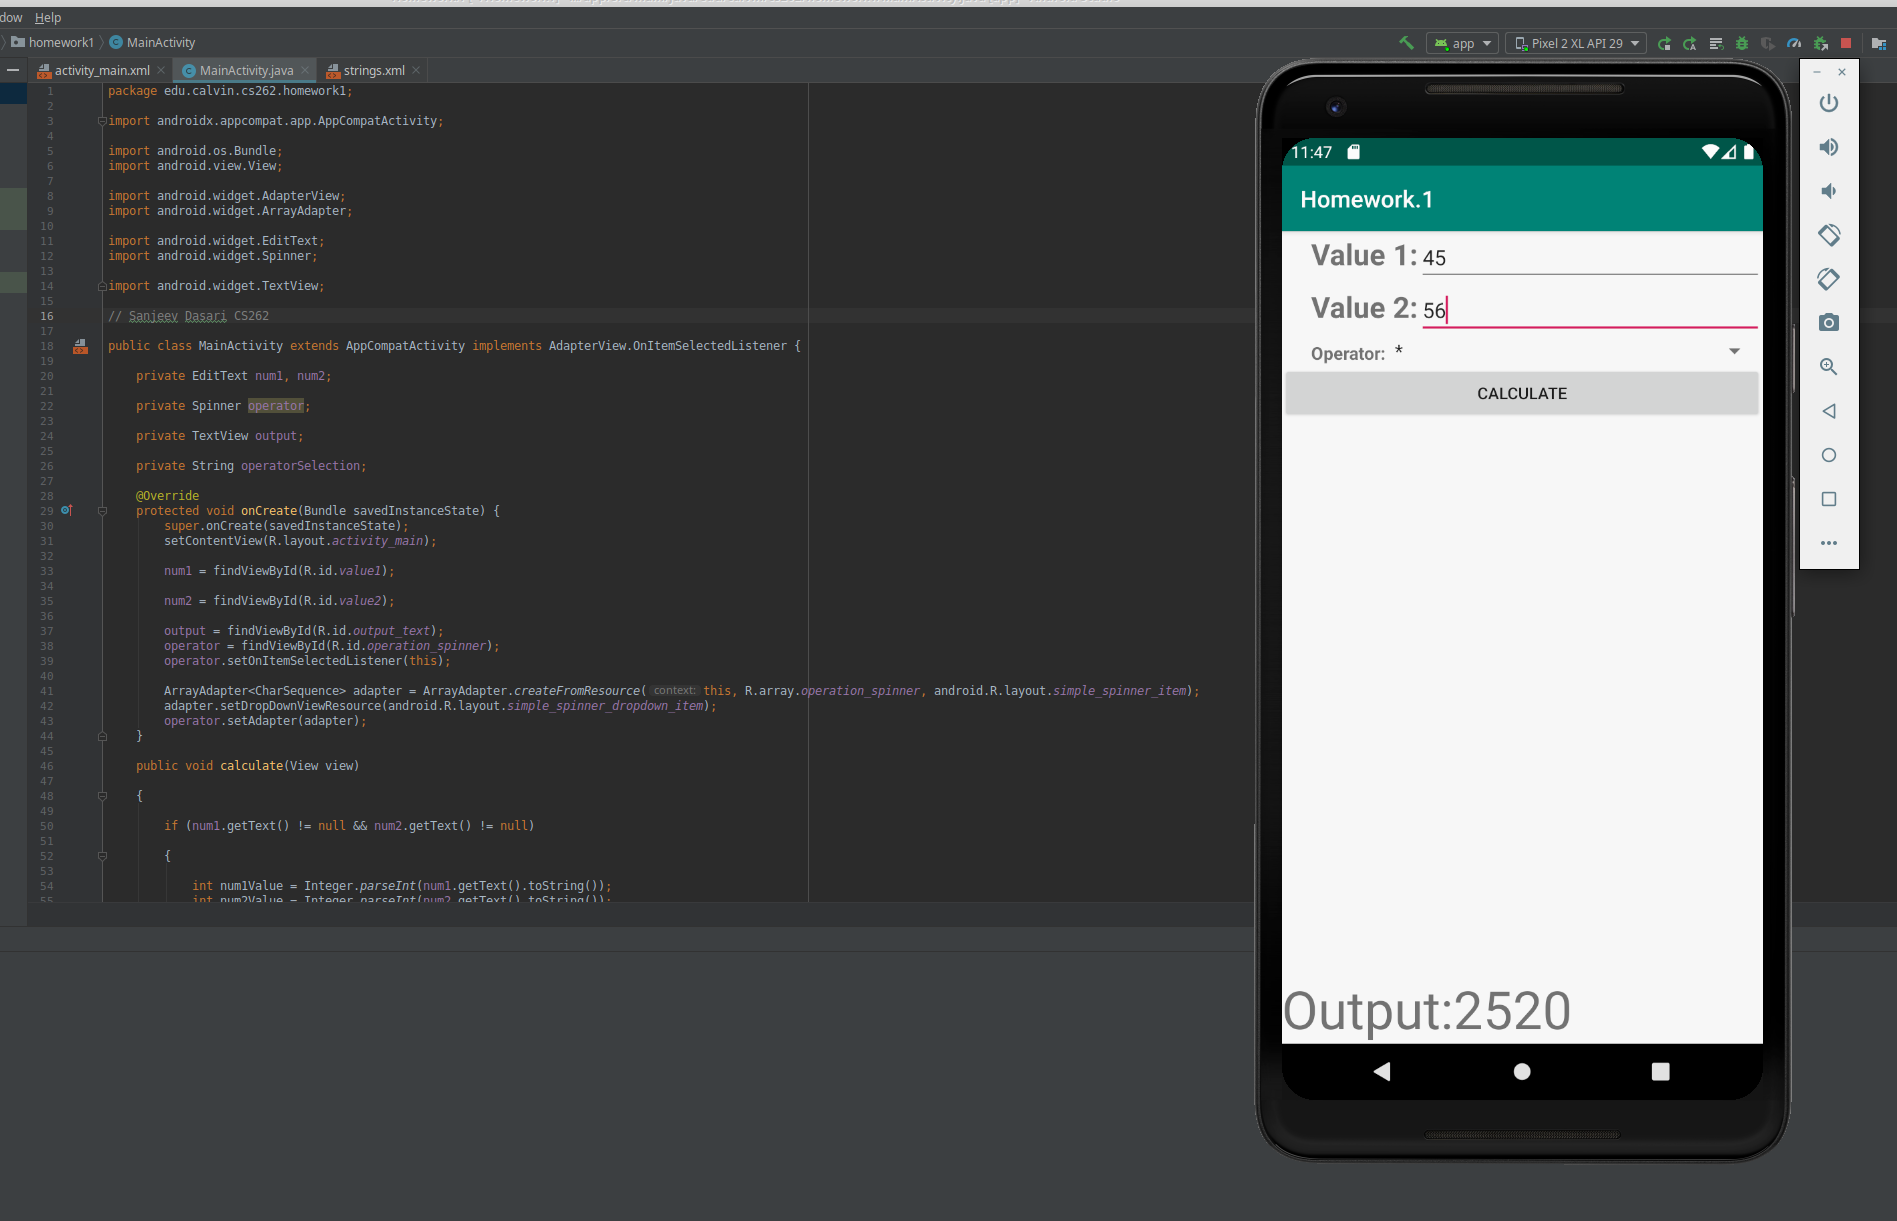 dow Help
homework1 MainActivity
app Pixel 2 XL API 29
activity_main.xml MainActivity.java strings.xml
1 package edu.calvin.cs262.homework1;
2
3 import androidx.appcompat.app.AppCompatActivity;
4
5 import android.os.Bundle;
6 import android.view.View;
7
8 import android.widget.AdapterView;
9 import android.widget.ArrayAdapter;
10
11 import android.widget.EditText;
12 import android.widget.Spinner;
13
14 import android.widget.TextView;
15
16 // Sanjeev Dasari CS262
17
18 public class MainActivity extends AppCompatActivity implements AdapterView.OnItemSelectedListener {
19
20 private EditText num1, num2;
21
22 private Spinner operator;
23
24 private TextView output;
25
26 private String operatorSelection;
27
28 @Override
29 protected void onCreate(Bundle savedInstanceState) {
30 super.onCreate(savedInstanceState);
31 setContentView(R.layout.activity_main);
32
33 num1 = findViewById(R.id.value1);
34
35 num2 = findViewById(R.id.value2);
36
37 output = findViewById(R.id.output_text);
38 operator = findViewById(R.id.operation_spinner);
39 operator.setOnItemSelectedListener(this);
40
41 ArrayAdapter<CharSequence> adapter = ArrayAdapter.createFromResource( context: this, R.array.operation_spinner, android.R.layout.simple_spinner_item);
42 adapter.setDropDownViewResource(android.R.layout.simple_spinner_dropdown_item);
43 operator.setAdapter(adapter);
44 }
45
46 public void calculate(View view)
47
48 {
49
50 if (num1.getText() != null && num2.getText() != null)
51
52 {
53
54 int num1Value = Integer.parseInt(num1.getText().toString());
55 int num2Value = Integer.parseInt(num2.getText().toString());
11:47
Homework.1
Value 1: 45
Value 2: 56
Operator: *
CALCULATE
Output:2520